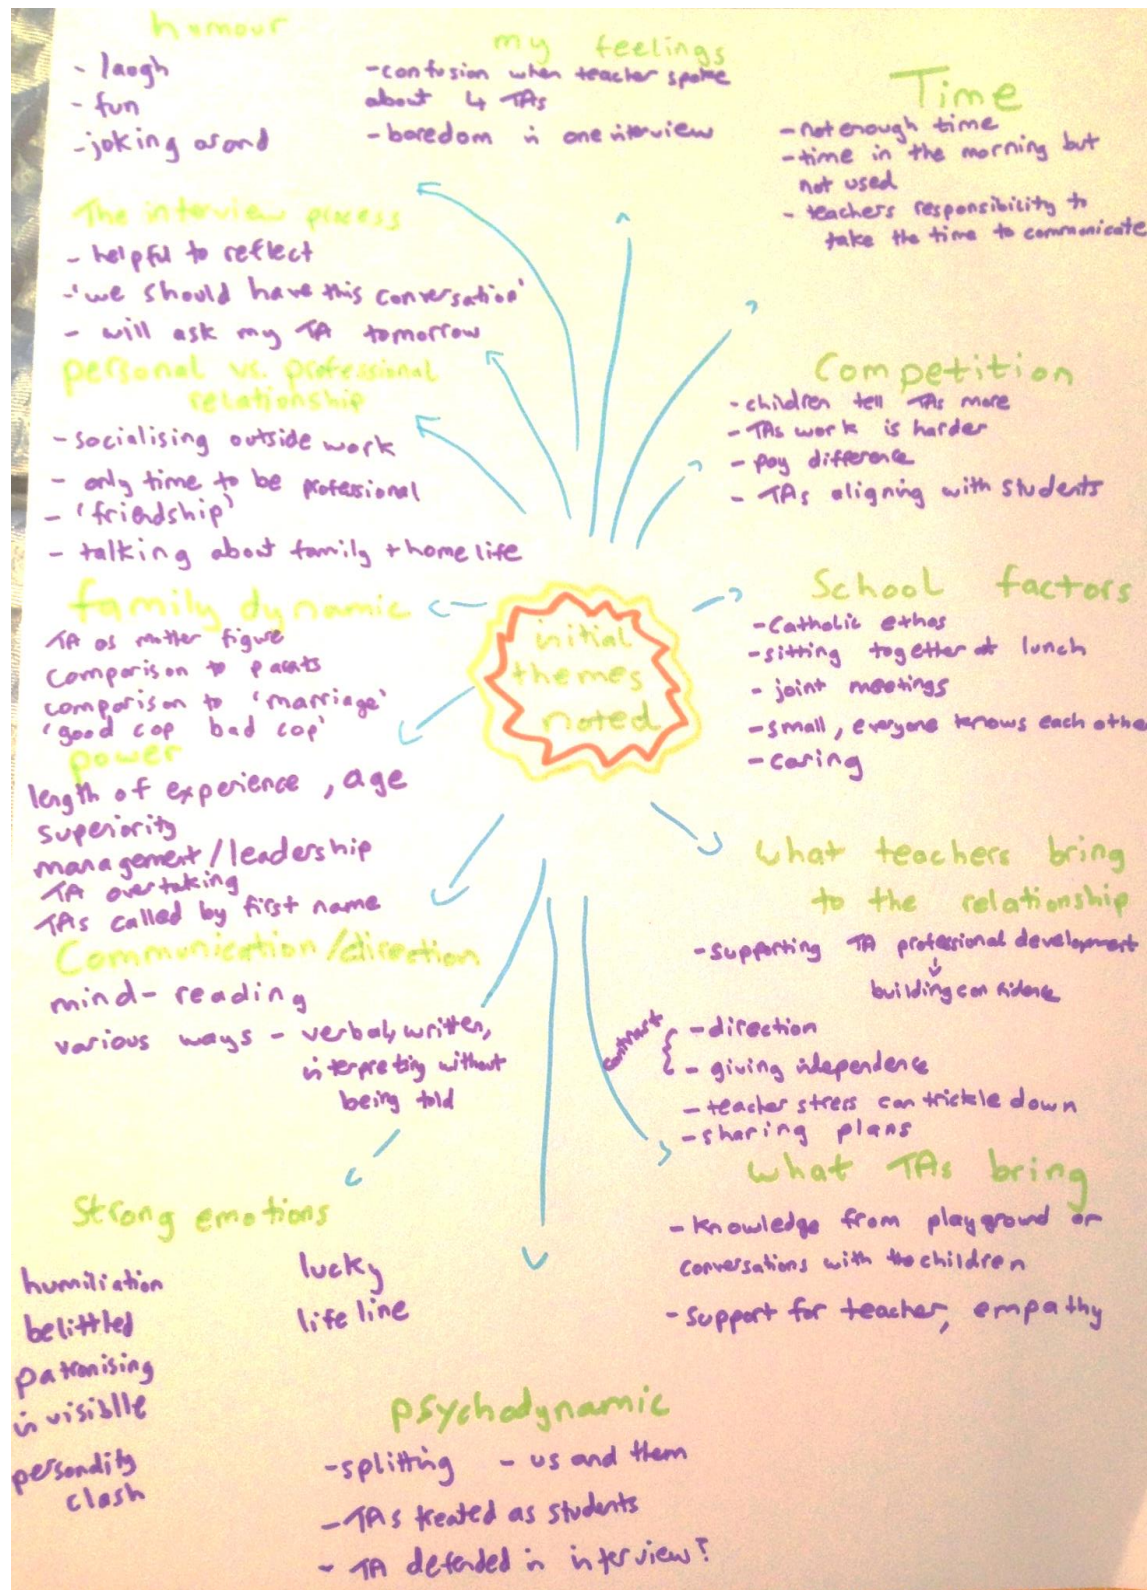 humour
- laugh
- fun
- joking arond
my feelings
- confusion when teacher spoke
about 4 TAs
- boredom in one interview
Time
- not enough time
- time in the morning but
not used
- teachers responsibility to
take the time to communicate
The interview process
- helpful to reflect
- 'we should have this conversation'
- will ask my TA tomorrow
personal vs. professional
relationship
- socialising outside work
- only time to be professional
- 'friendship'
- talking about family + home life
Competition
- children tell TAs more
- TAs work is harder
- pay difference
- TAs aligning with students
family dynamic
TA as mother figure
comparison to parents
comparison to 'marriage'
'good cop bad cop'
initial
themes
noted
School factors
- Catholic ethos
- sitting together at lunch
- joint meetings
- small, everyone knows each othe
- caring
power
length of experience, age
superiority
management/leadership
TA overtaking
TAs called by first name
What teachers bring
to the relationship
- supporting TA professional development
building confidence
contrast
- direction
- giving independence
- teacher stress can trickle down
- sharing plans
Communication/direction
mind-reading
various ways - verbal, written,
interpreting without
being told
What TAs bring
- knowledge from playground or
conversations with the children
- support for teacher, empathy
Strong emotions
humiliation
belittled
patronising
invisible
personality
clash
lucky
life line
psychodynamic
- splitting - us and them
- TAs treated as students
- TA defended in interview?